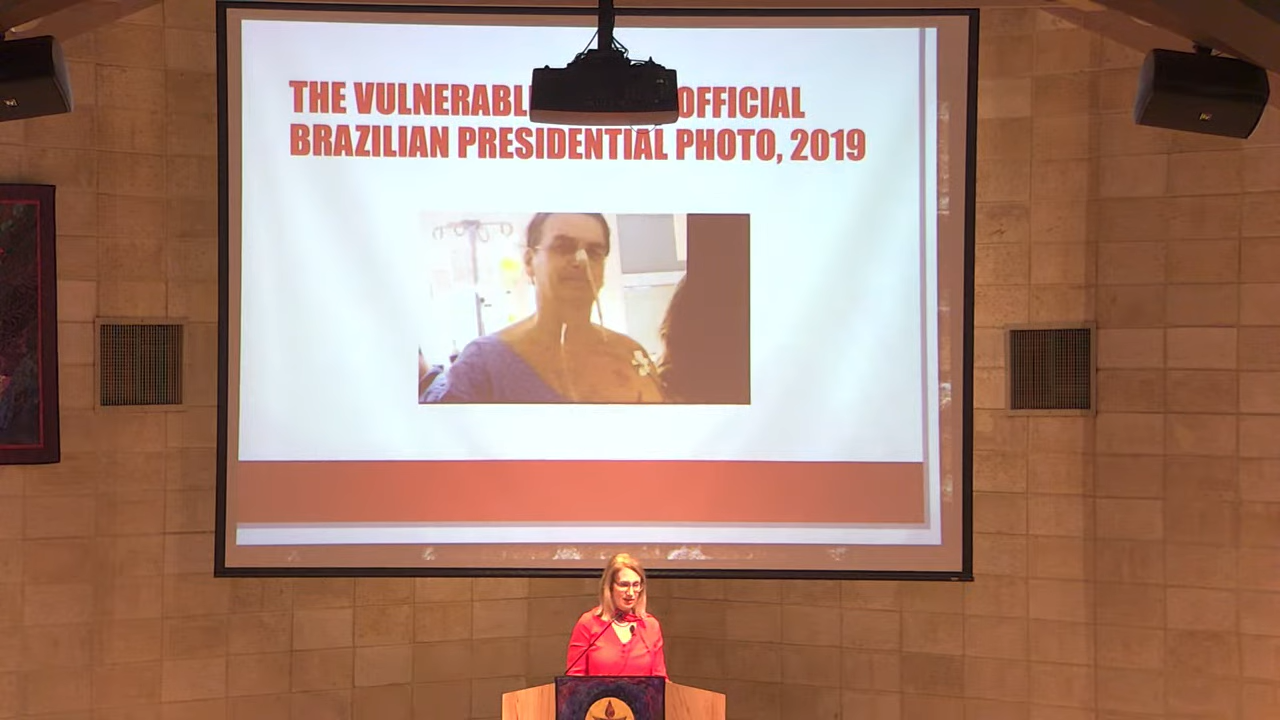 THE VULNERABL OFFICIAL
BRAZILIAN PRESIDENTIAL PHOTO, 2019